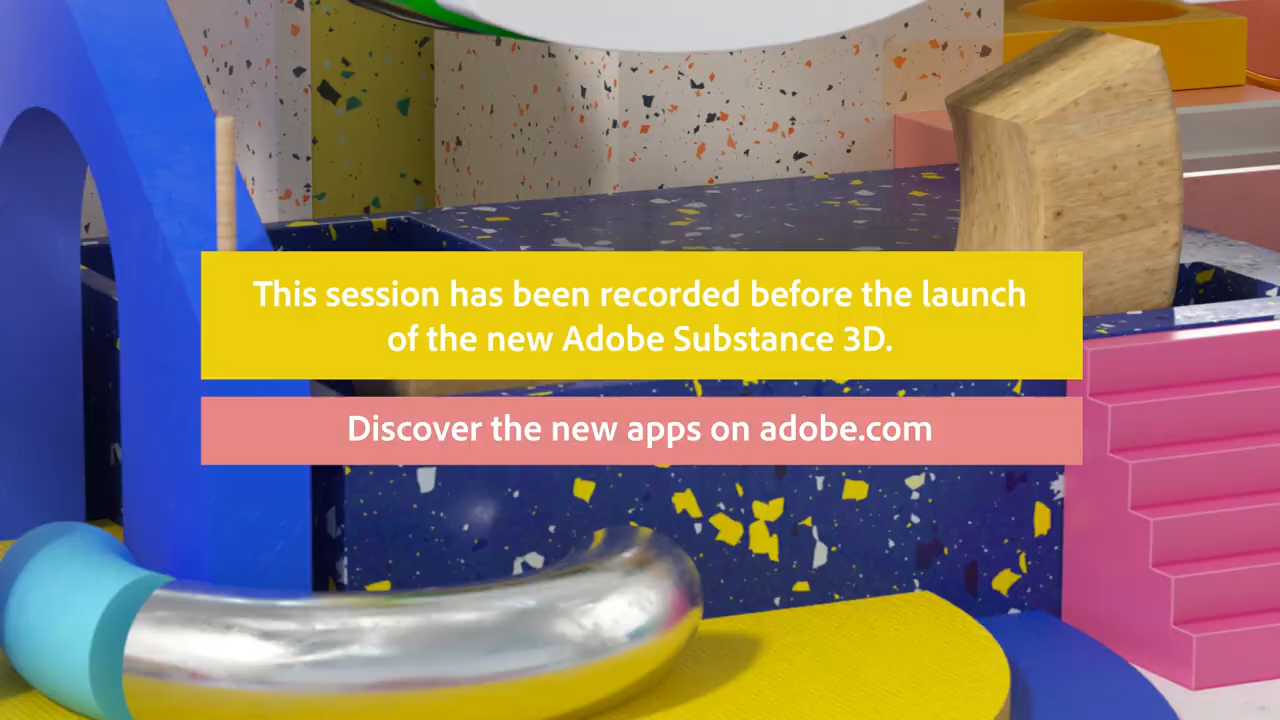 This session has been recorded before the launch
of the new Adobe Substance 3D.
Discover the new apps on adobe.com